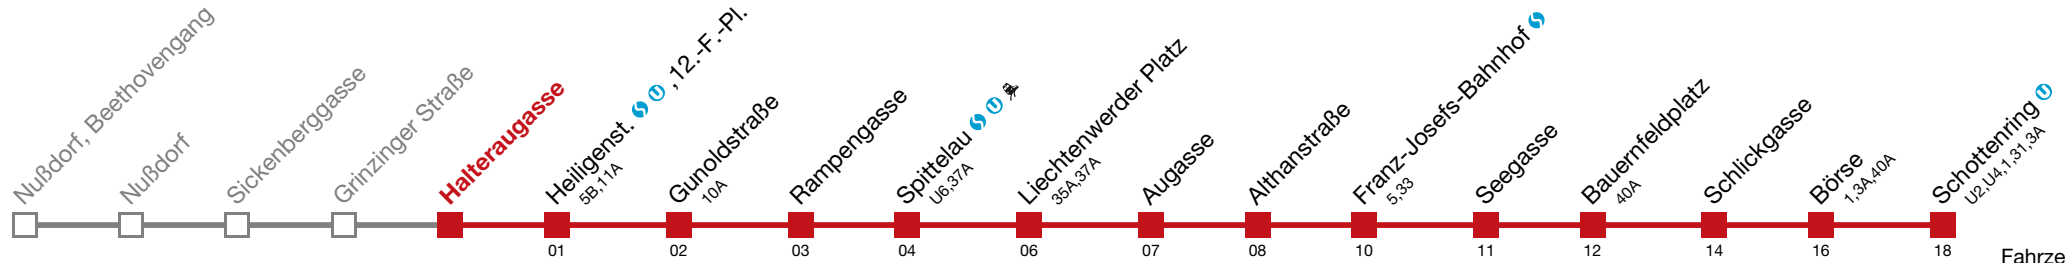 Nußdorf, Beethovengang
Nußdorf
Sickenberggasse
Grinzinger Straße
Halteraugasse
Heiligenst. S U , 12.-F.-Pl.
5B,11A
Gunoldstraße
10A
Rampengasse
Spittelau S U
U6,37A
Liechtenwerder Platz
35A,37A
Augasse
Althanstraße
Franz-Josefs-Bahnhof S
5,33
Seegasse
Bauernfeldplatz
40A
Schlickgasse
Börse
1,3A,40A
Schottenring U
U2,U4,1,31,3A
01 02 03 04 06 07 08 10 11 12 14 16 18
Fahrze